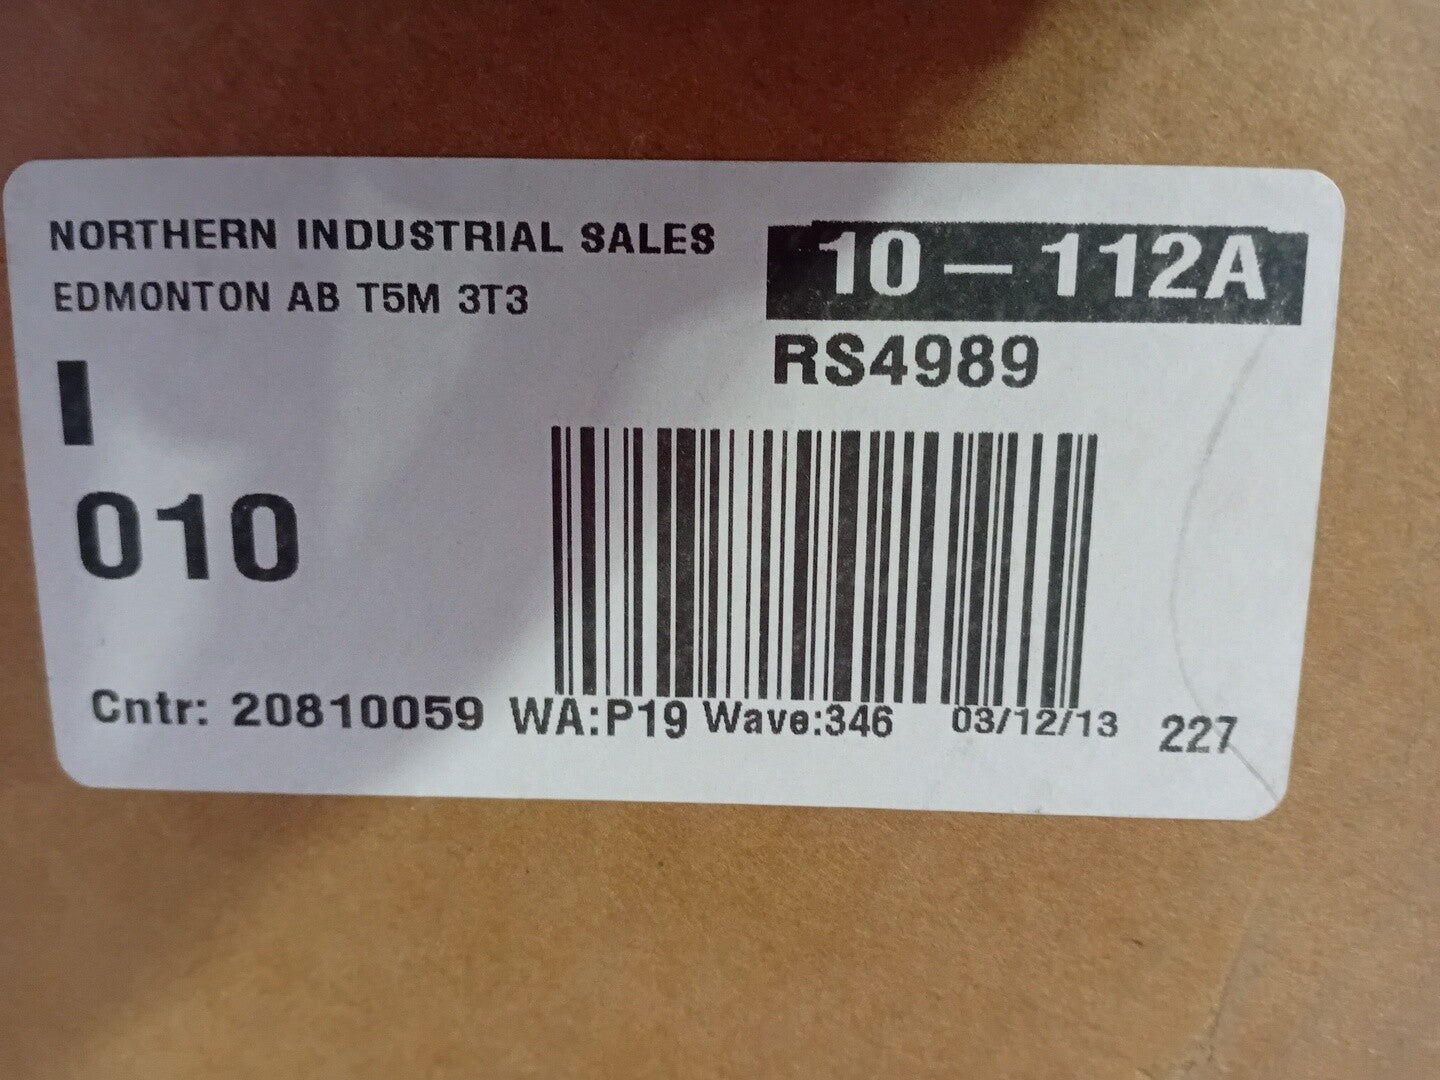 NORTHERN INDUSTRIAL SALES
EDMONTON AB T5M 3T3
10 — 112A
RS4989
I
010
Cntr: 20810059 WA:P19 Wave:346 03/12/13 227